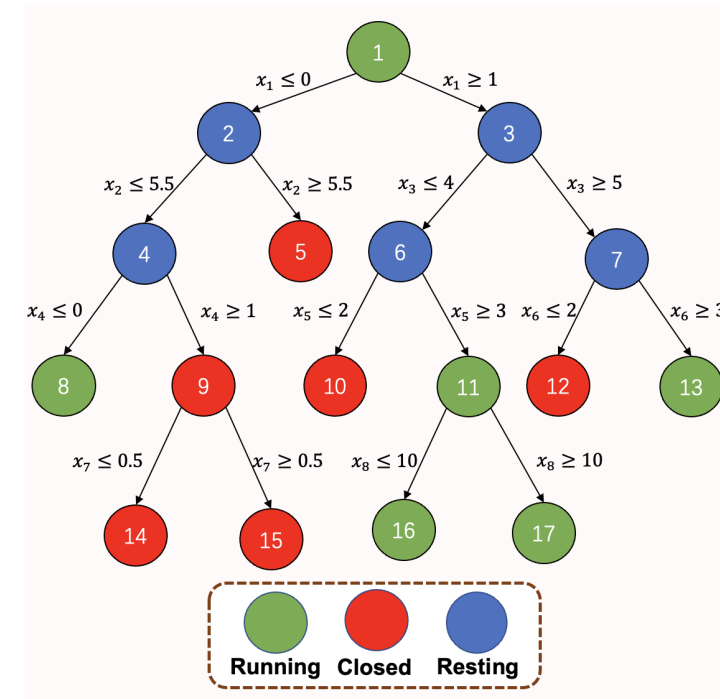 1
x₁ ≤ 0
x₁ ≥ 1
2
3
x₂ ≤ 5.5
x₂ ≥ 5.5
x₃ ≤ 4
x₃ ≥ 5
4
5
6
7
x₄ ≤ 0
x₄ ≥ 1
x₅ ≤ 2
x₅ ≥ 3
x₆ ≤ 2
x₆ ≥ 3
8
9
10
11
12
13
x₇ ≤ 0.5
x₇ ≥ 0.5
x₈ ≤ 10
x₈ ≥ 10
14
15
16
17
Running
Closed
Resting